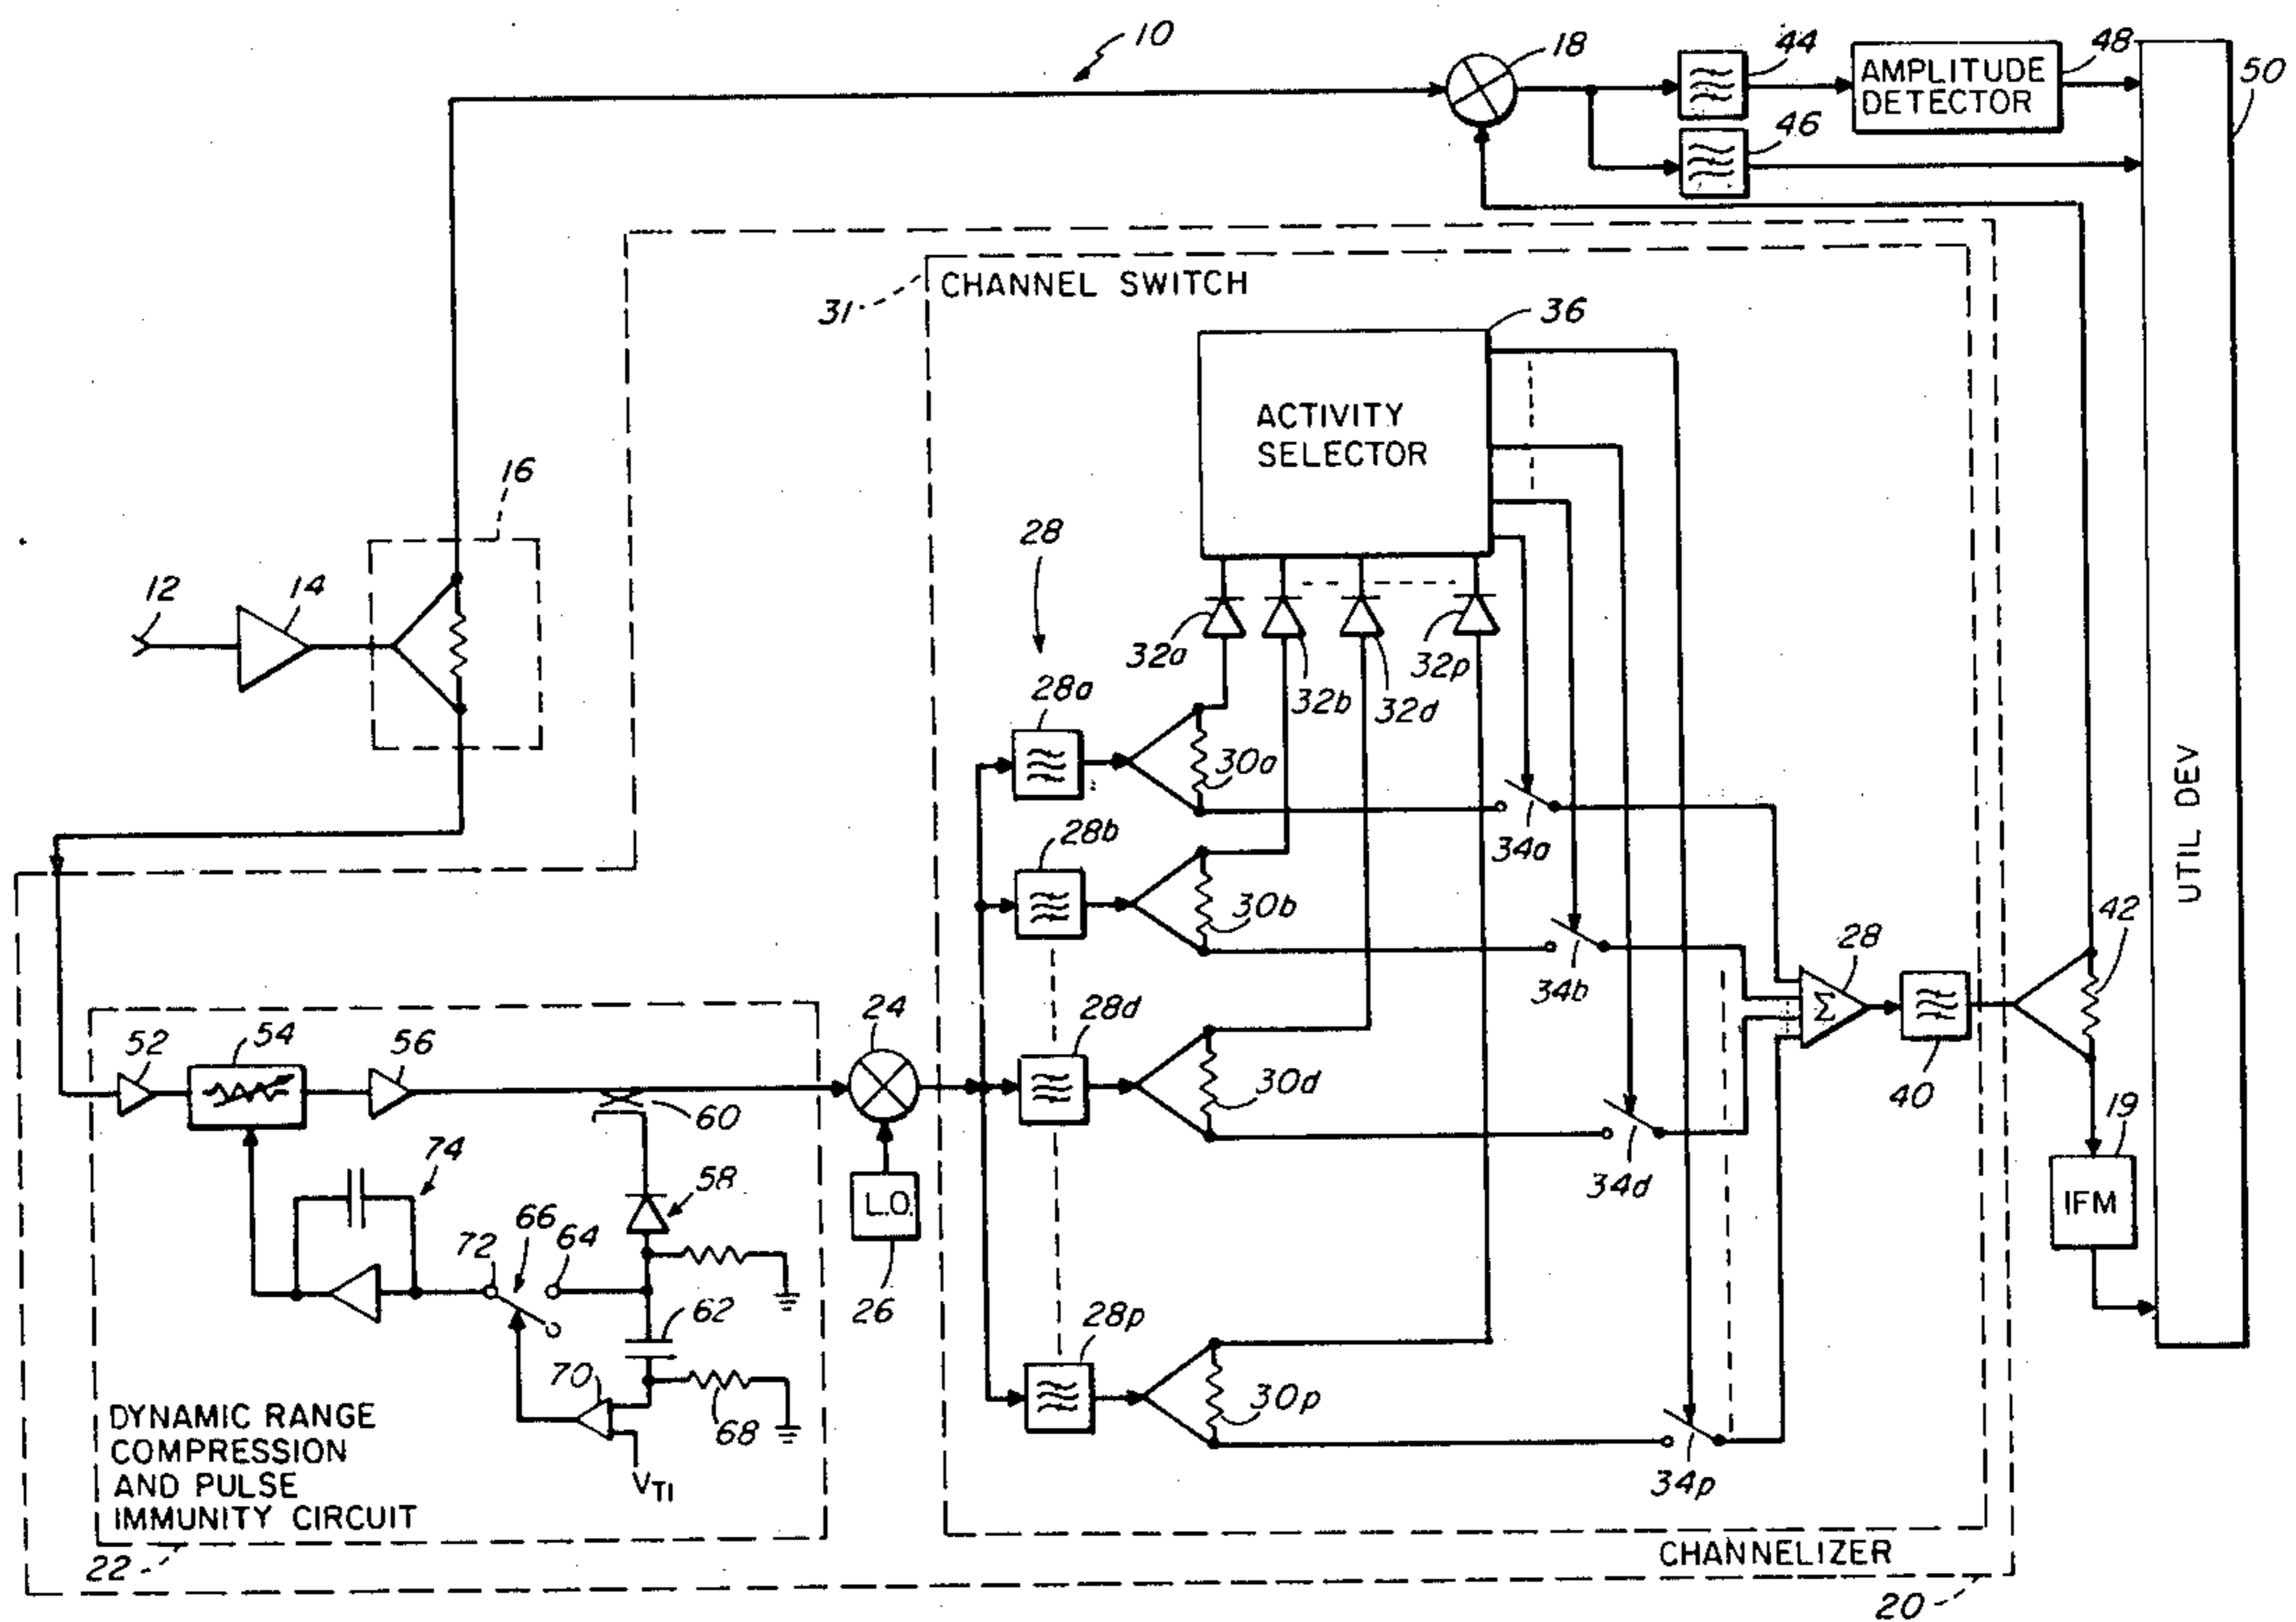 10
18
44
AMPLITUDE
DETECTOR
48
50
46
31
CHANNEL SWITCH
36
ACTIVITY
SELECTOR
16
12
14
28
32a
32b
32d
32p
28a
30a
34a
28b
30b
34b
UTIL DEV
42
28
Σ
40
24
28d
30d
34d
19
IFM
52
54
56
60
74
58
L.O.
26
72
66
64
62
70
68
VTI
28p
30p
34p
DYNAMIC RANGE
COMPRESSION
AND PULSE
IMMUNITY CIRCUIT
22
CHANNELIZER
20